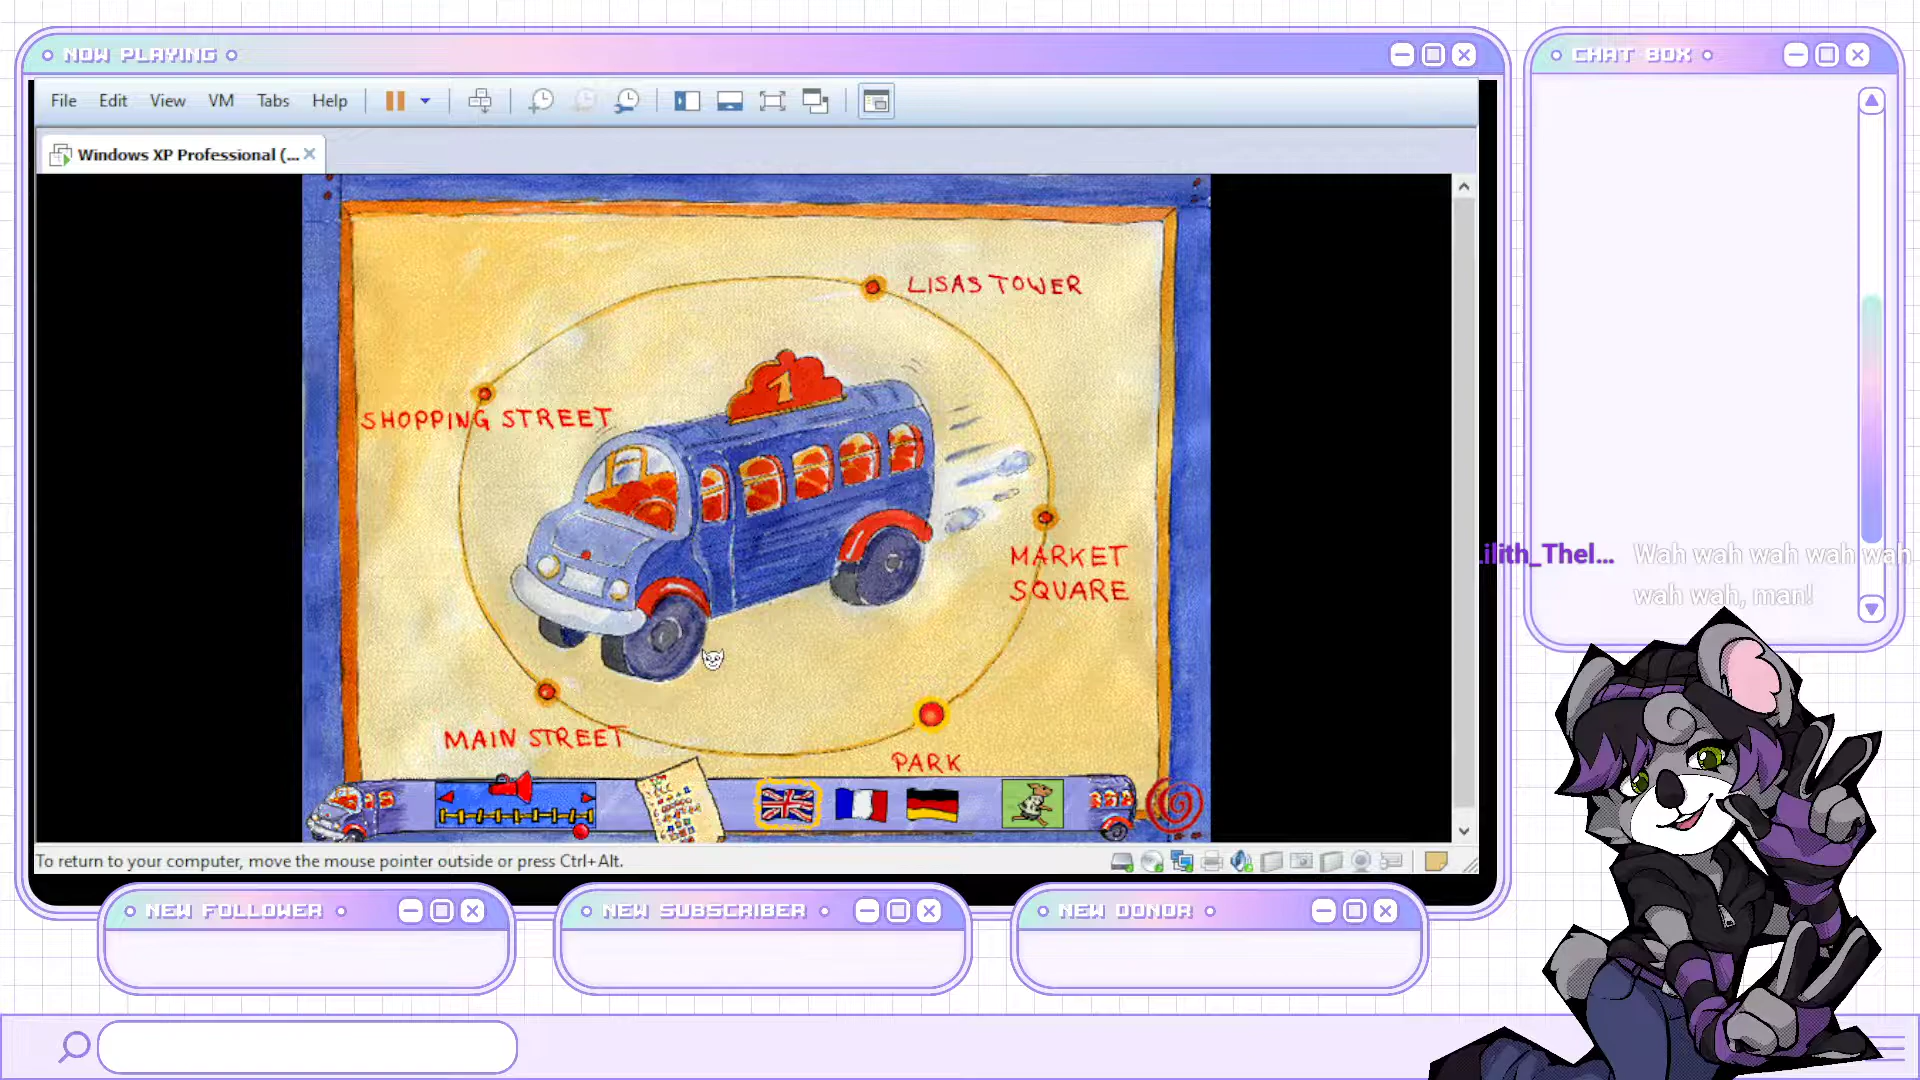 NOW PLAYING
CHAT BOX
File Edit View VM Tabs Help
Windows XP Professional (...
LISAS TOWER
1
SHOPPING STREET
MARKET
SQUARE
MAIN STREET
PARK
ilith_Thel... Wah wah wah wah wah
wah wah, man!
To return to your computer, move the mouse pointer outside or press Ctrl+Alt.
NEW FOLLOWER
NEW SUBSCRIBER
NEW DONOR